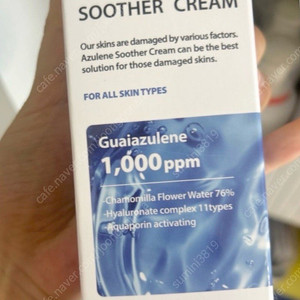 SOOTHER CREAM
Our skins are damaged by various factors.
Azulene Soother Cream can be the best
solution for those damaged skins.
FOR ALL SKIN TYPES
Guaiazulene
1,000 ppm
-Chamomilla Flower Water 76%
-Hyaluronate complex 11types
-Aquaporin activating